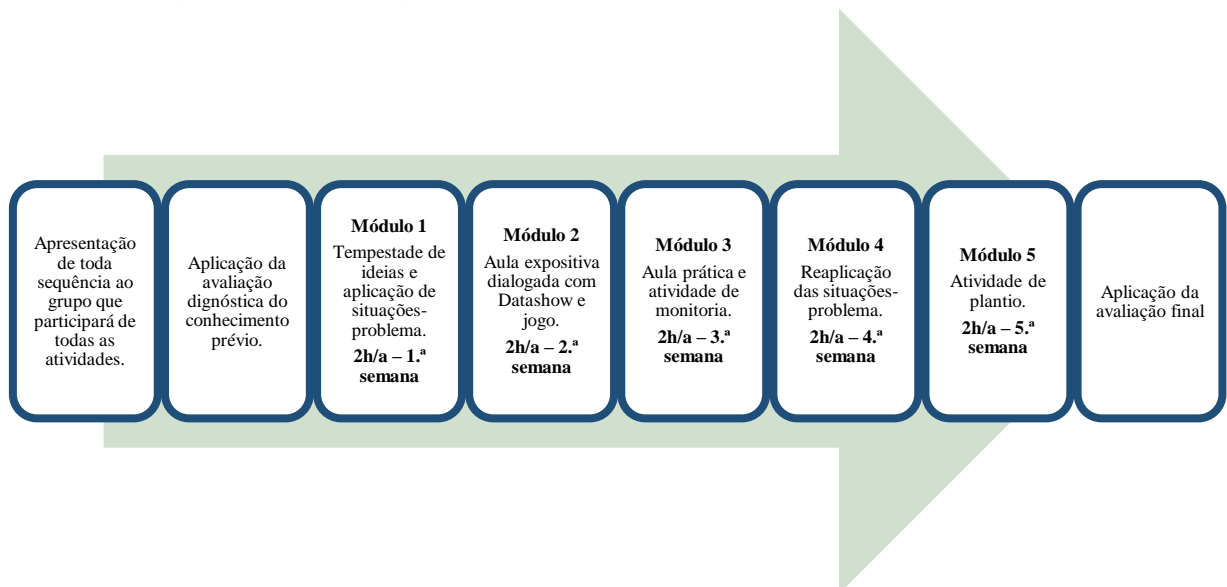 Apresentação
de toda
sequência ao
grupo que
participará de
todas as
atividades.
Aplicação da
avaliação
dignóstica do
conhecimento
prévio.
Módulo 1
Tempestade de
ideias e
aplicação de
situações-
problema.
2h/a – 1.ª
semana
Módulo 2
Aula expositiva
dialogada com
Datashow e
jogo.
2h/a – 2.ª
semana
Módulo 3
Aula prática e
atividade de
monitoria.
2h/a – 3.ª
semana
Módulo 4
Reaplicação
das situações-
problema.
2h/a – 4.ª
semana
Módulo 5
Atividade de
plantio.
2h/a – 5.ª
semana
Aplicação da
avaliação final